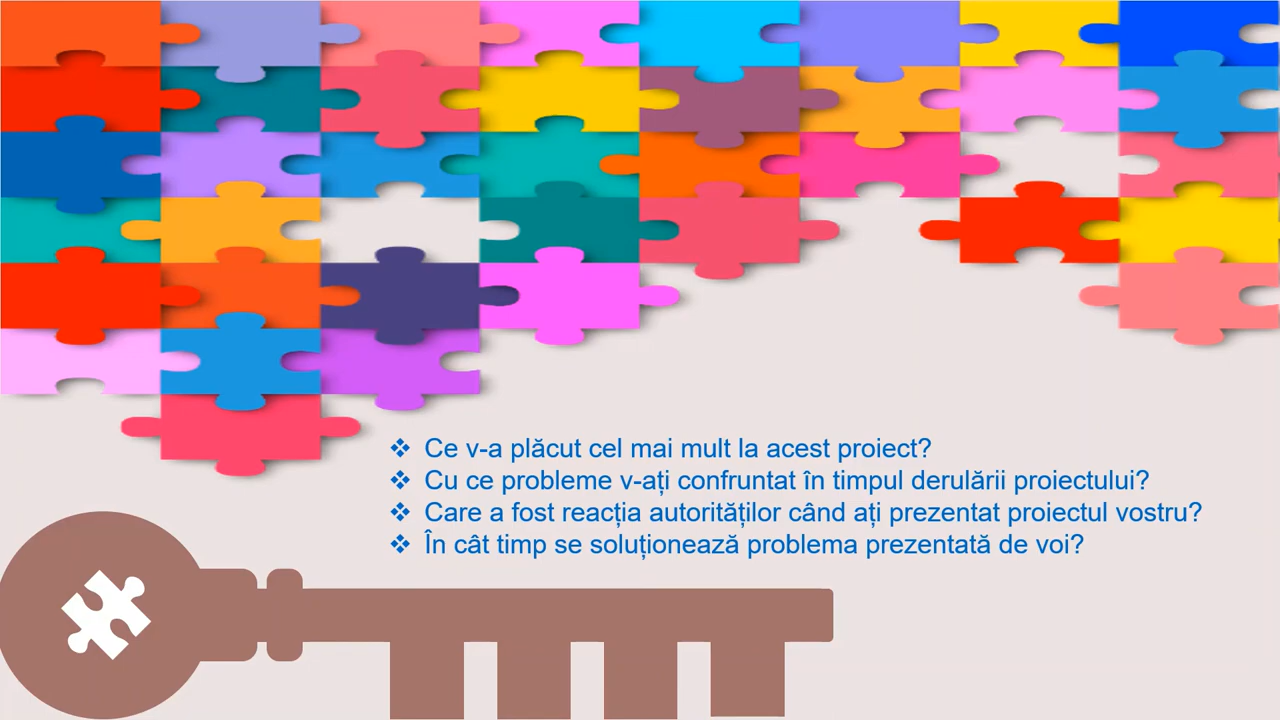 ❖ Ce v-a plăcut cel mai mult la acest proiect?
❖ Cu ce probleme v-ați confruntat în timpul derulării proiectului?
❖ Care a fost reacția autorităților când ați prezentat proiectul vostru?
❖ În cât timp se soluționează problema prezentată de voi?